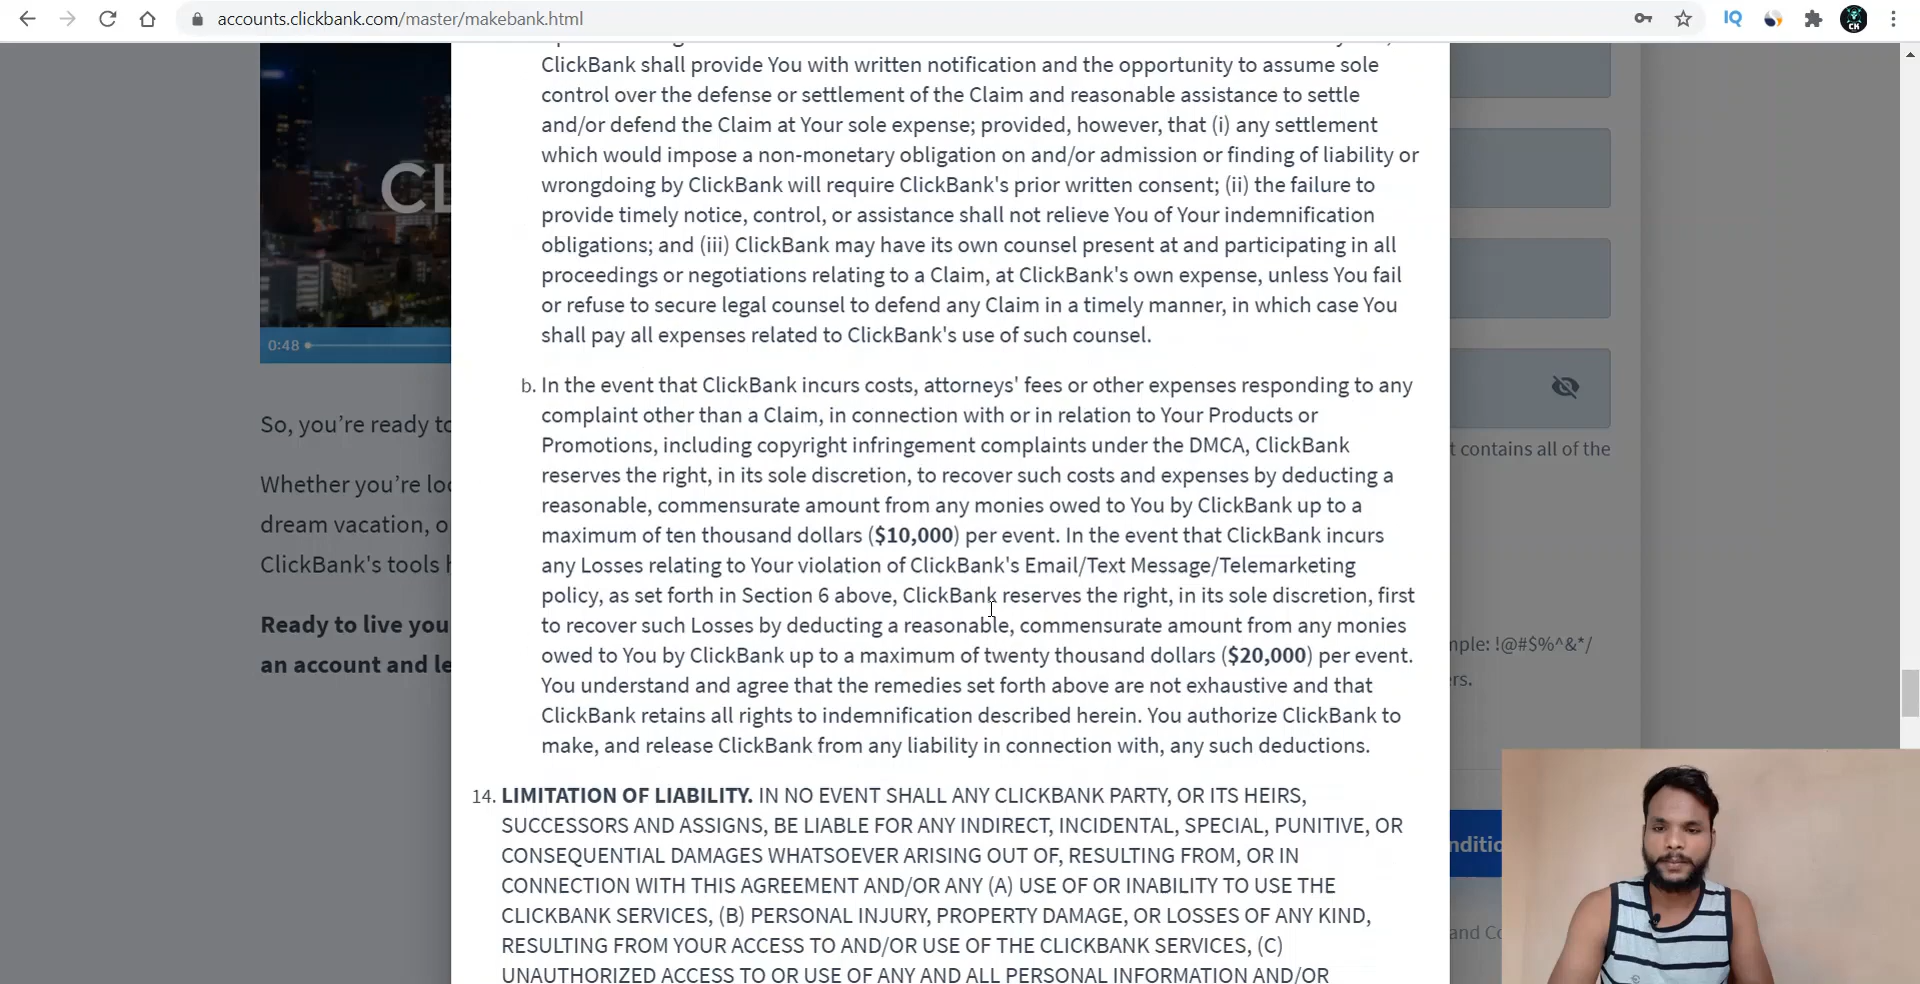 accounts.clickbank.com/master/makebank.html
IQ
ClickBank shall provide You with written notification and the opportunity to assume sole
control over the defense or settlement of the Claim and reasonable assistance to settle
and/or defend the Claim at Your sole expense; provided, however, that (i) any settlement
which would impose a non-monetary obligation on and/or admission or finding of liability or
wrongdoing by ClickBank will require ClickBank's prior written consent; (ii) the failure to
provide timely notice, control, or assistance shall not relieve You of Your indemnification
obligations; and (iii) ClickBank may have its own counsel present at and participating in all
proceedings or negotiations relating to a Claim, at ClickBank's own expense, unless You fail
or refuse to secure legal counsel to defend any Claim in a timely manner, in which case You
shall pay all expenses related to ClickBank's use of such counsel.
b. In the event that ClickBank incurs costs, attorneys' fees or other expenses responding to any
complaint other than a Claim, in connection with or in relation to Your Products or
Promotions, including copyright infringement complaints under the DMCA, ClickBank
reserves the right, in its sole discretion, to recover such costs and expenses by deducting a
reasonable, commensurate amount from any monies owed to You by ClickBank up to a
maximum of ten thousand dollars ($10,000) per event. In the event that ClickBank incurs
any Losses relating to Your violation of ClickBank's Email/Text Message/Telemarketing
policy, as set forth in Section 6 above, ClickBank reserves the right, in its sole discretion, first
to recover such Losses by deducting a reasonable, commensurate amount from any monies
owed to You by ClickBank up to a maximum of twenty thousand dollars ($20,000) per event.
You understand and agree that the remedies set forth above are not exhaustive and that
ClickBank retains all rights to indemnification described herein. You authorize ClickBank to
make, and release ClickBank from any liability in connection with, any such deductions.
14. LIMITATION OF LIABILITY. IN NO EVENT SHALL ANY CLICKBANK PARTY, OR ITS HEIRS,
SUCCESSORS AND ASSIGNS, BE LIABLE FOR ANY INDIRECT, INCIDENTAL, SPECIAL, PUNITIVE, OR
CONSEQUENTIAL DAMAGES WHATSOEVER ARISING OUT OF, RESULTING FROM, OR IN
CONNECTION WITH THIS AGREEMENT AND/OR ANY (A) USE OF OR INABILITY TO USE THE
CLICKBANK SERVICES, (B) PERSONAL INJURY, PROPERTY DAMAGE, OR LOSSES OF ANY KIND,
RESULTING FROM YOUR ACCESS TO AND/OR USE OF THE CLICKBANK SERVICES, (C)
UNAUTHORIZED ACCESS TO OR USE OF ANY AND ALL PERSONAL INFORMATION AND/OR
CL
0:48
So, you're ready to
Whether you're loo
dream vacation, o
ClickBank's tools h
Ready to live you
an account and le
t contains all of the
mple: !@#$%^&*/
ers.
nditio
and Co